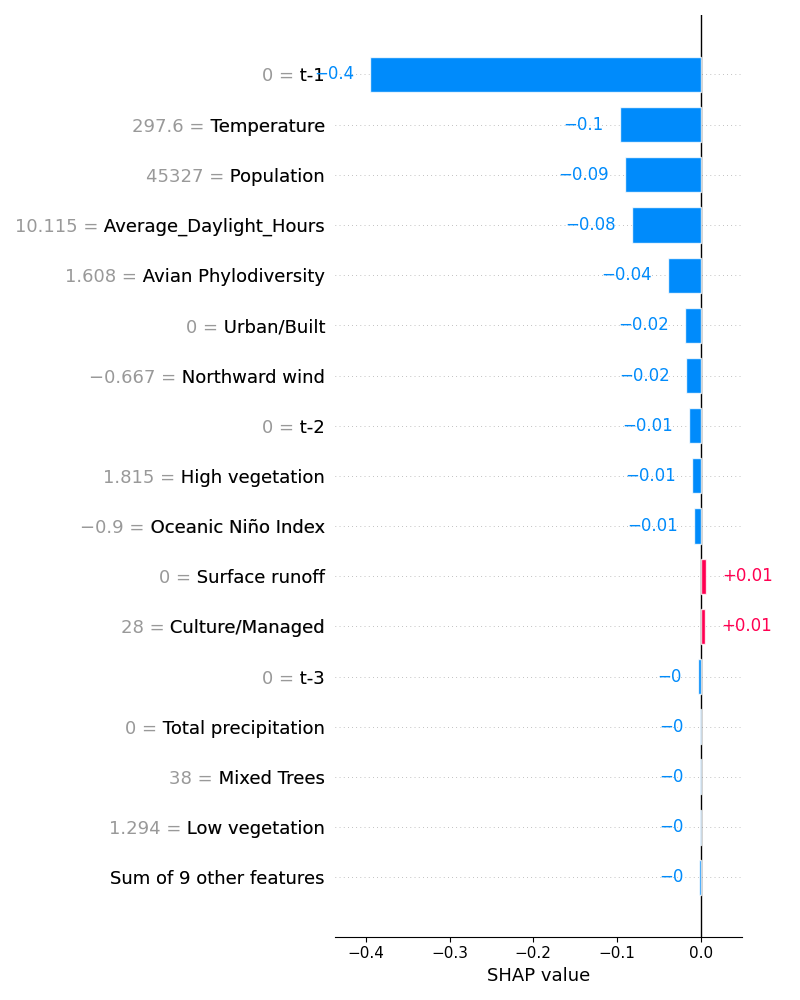 0 = t-1 −0.4
297.6 = Temperature −0.1
45327 = Population −0.09
10.115 = Average_Daylight_Hours −0.08
1.608 = Avian Phylodiversity −0.04
0 = Urban/Built −0.02
−0.667 = Northward wind −0.02
0 = t-2 −0.01
1.815 = High vegetation −0.01
−0.9 = Oceanic Niño Index −0.01
0 = Surface runoff +0.01
28 = Culture/Managed +0.01
0 = t-3 −0
0 = Total precipitation −0
38 = Mixed Trees −0
1.294 = Low vegetation −0
Sum of 9 other features −0
−0.4 −0.3 −0.2 −0.1 0.0
SHAP value